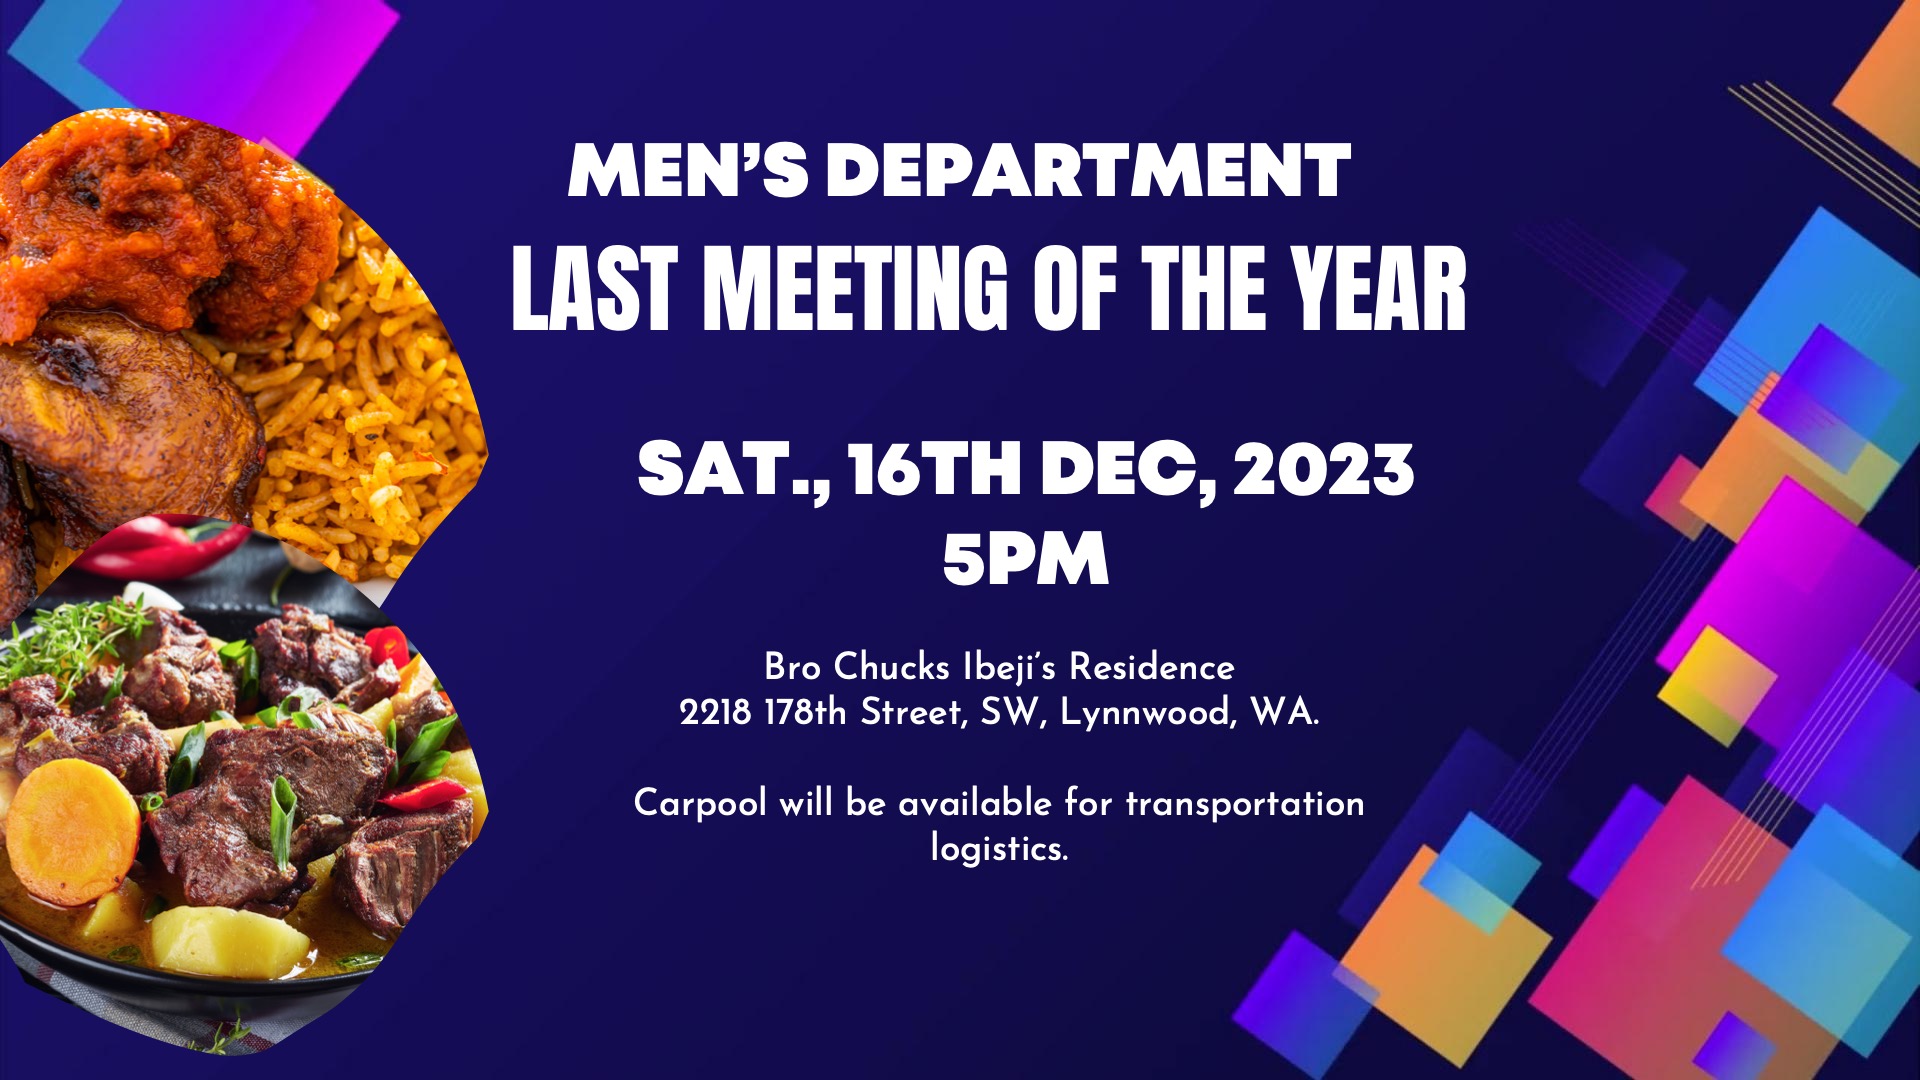 MEN’S DEPARTMENT
LAST MEETING OF THE YEAR
SAT., 16TH DEC, 2023
5PM
Bro Chucks Ibeji’s Residence
2218 178th Street, SW, Lynnwood, WA.
Carpool will be available for transportation
logistics.